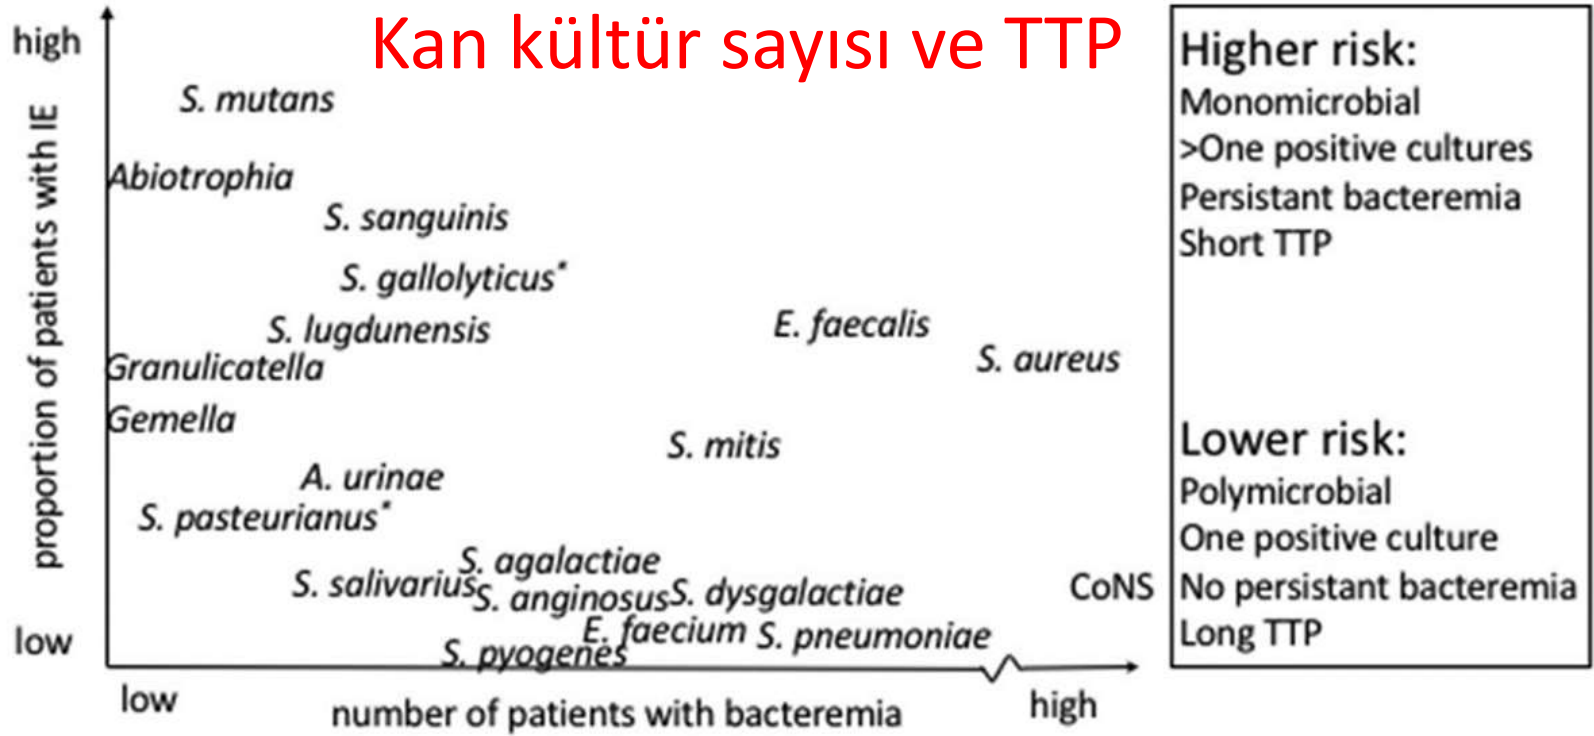 Kan kültür sayısı ve TTP
high
proportion of patients with IE
low
S. mutans
Abiotrophia
S. sanguinis
S. gallolyticus*
S. lugdunensis
E. faecalis
S. aureus
Granulicatella
Gemella
S. mitis
A. urinae
S. pasteurianus*
S. agalactiae
S. salivarius
S. anginosus
S. dysgalactiae
CoNS
E. faecium
S. pneumoniae
S. pyogenes
low
number of patients with bacteremia
high
Higher risk:
Monomicrobial
>One positive cultures
Persistant bacteremia
Short TTP
Lower risk:
Polymicrobial
One positive culture
No persistant bacteremia
Long TTP